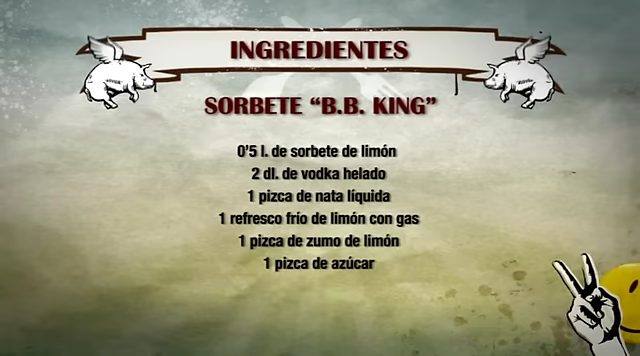 INGREDIENTES
SORBETE “B.B. KING”
0'5 l. de sorbete de limón
2 dl. de vodka helado
1 pizca de nata líquida
1 refresco frío de limón con gas
1 pizca de zumo de limón
1 pizca de azúcar